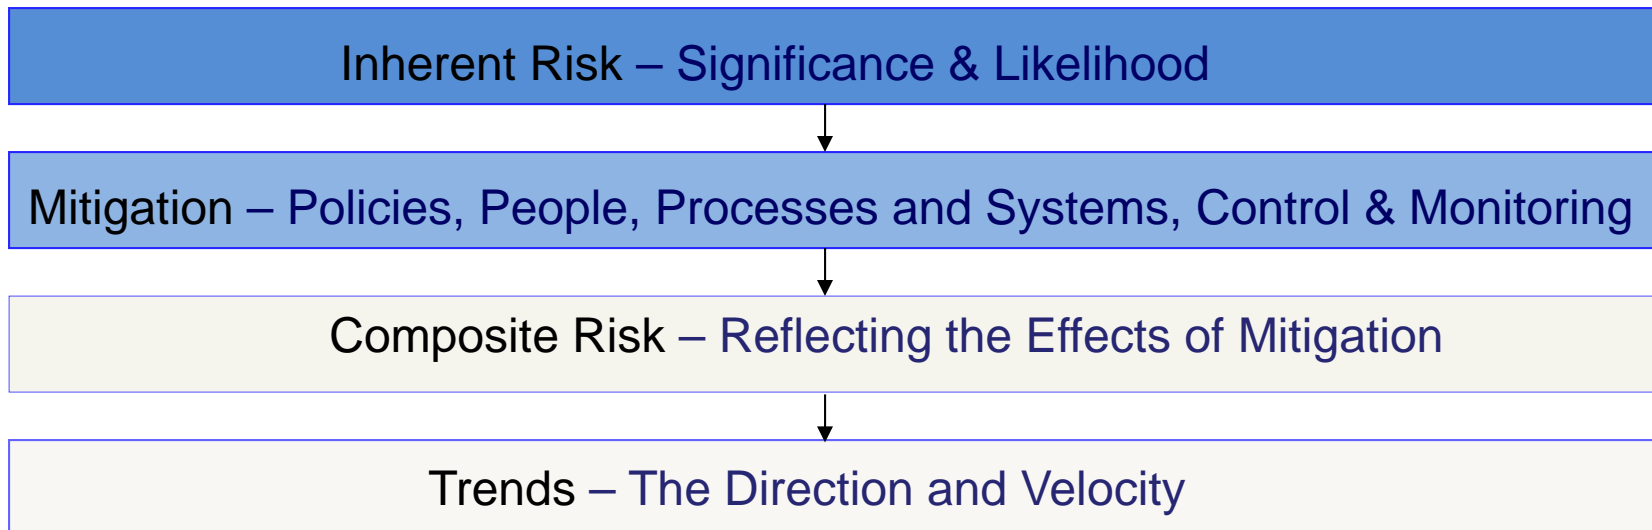 Inherent Risk – Significance & Likelihood
Mitigation – Policies, People, Processes and Systems, Control & Monitoring
Composite Risk – Reflecting the Effects of Mitigation
Trends – The Direction and Velocity